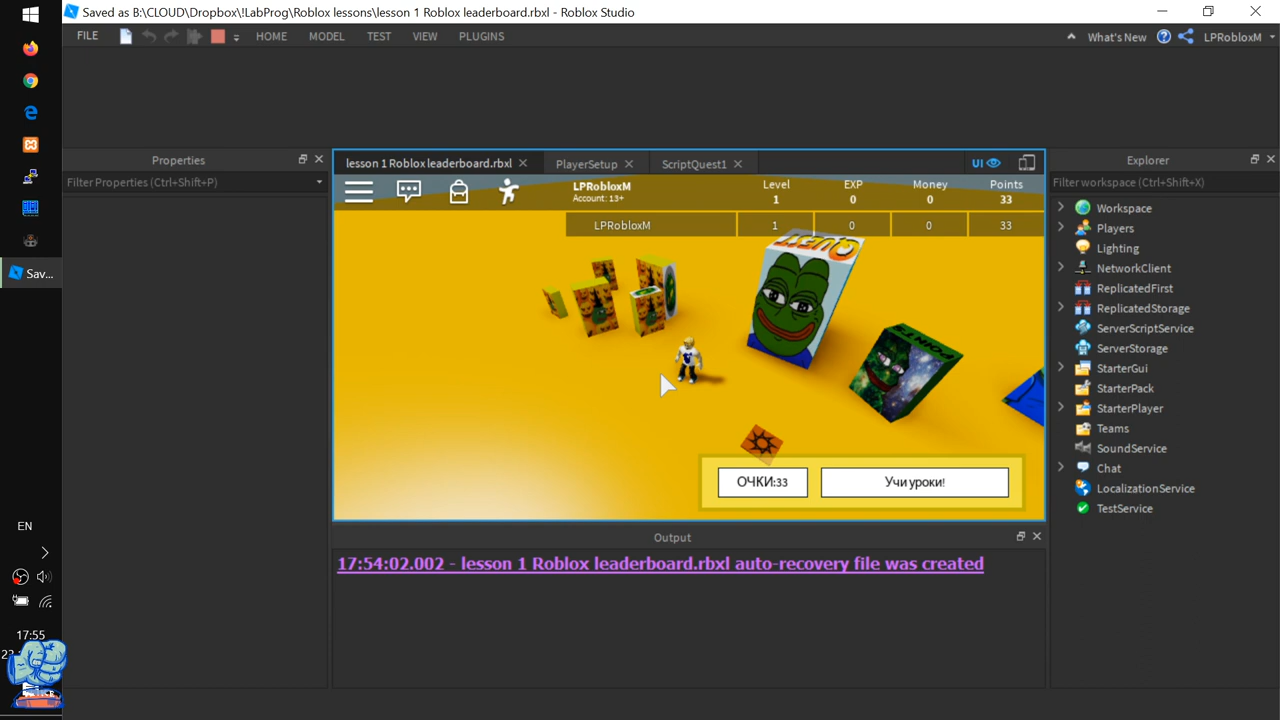 Saved as B:\CLOUD\Dropbox\!LabProg\Roblox lessons\lesson 1 Roblox leaderboard.rbxl - Roblox Studio
FILE HOME MODEL TEST VIEW PLUGINS What's New LPRobloxM
Properties
Filter Properties (Ctrl+Shift+P)
lesson 1 Roblox leaderboard.rbxl PlayerSetup ScriptQuest1 UI
LPRobloxM Level EXP Money Points
Account: 13+ 1 0 0 33
LPRobloxM 1 0 0 33
QUEST
POINTS
ОЧКИ:33 Учи уроки!
Output
17:54:02.002 - lesson 1 Roblox leaderboard.rbxl auto-recovery file was created
Explorer
Filter workspace (Ctrl+Shift+X)
Workspace
Players
Lighting
NetworkClient
ReplicatedFirst
ReplicatedStorage
ServerScriptService
ServerStorage
StarterGui
StarterPack
StarterPlayer
Teams
SoundService
Chat
LocalizationService
TestService
Sav...
EN
17:55